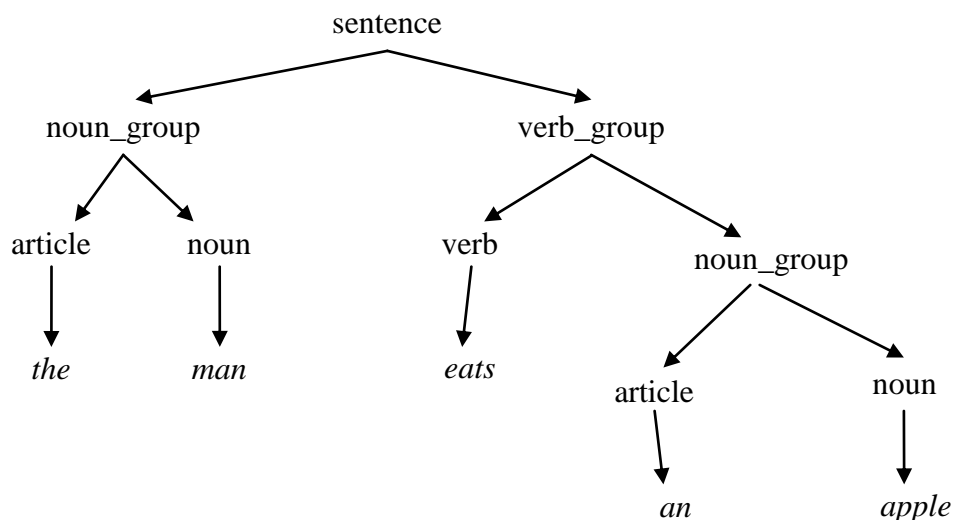 sentence
noun_group verb_group
article noun verb noun_group
the man eats article noun
an apple